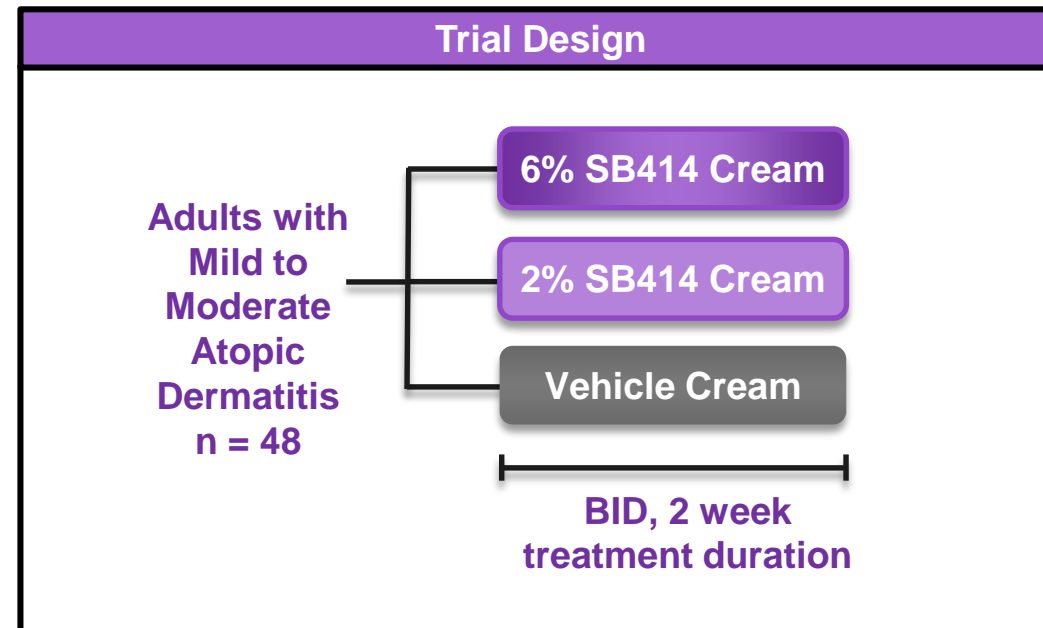 Trial Design
Adults with
Mild to
Moderate
Atopic
Dermatitis
n = 48
6% SB414 Cream
2% SB414 Cream
Vehicle Cream
BID, 2 week
treatment duration